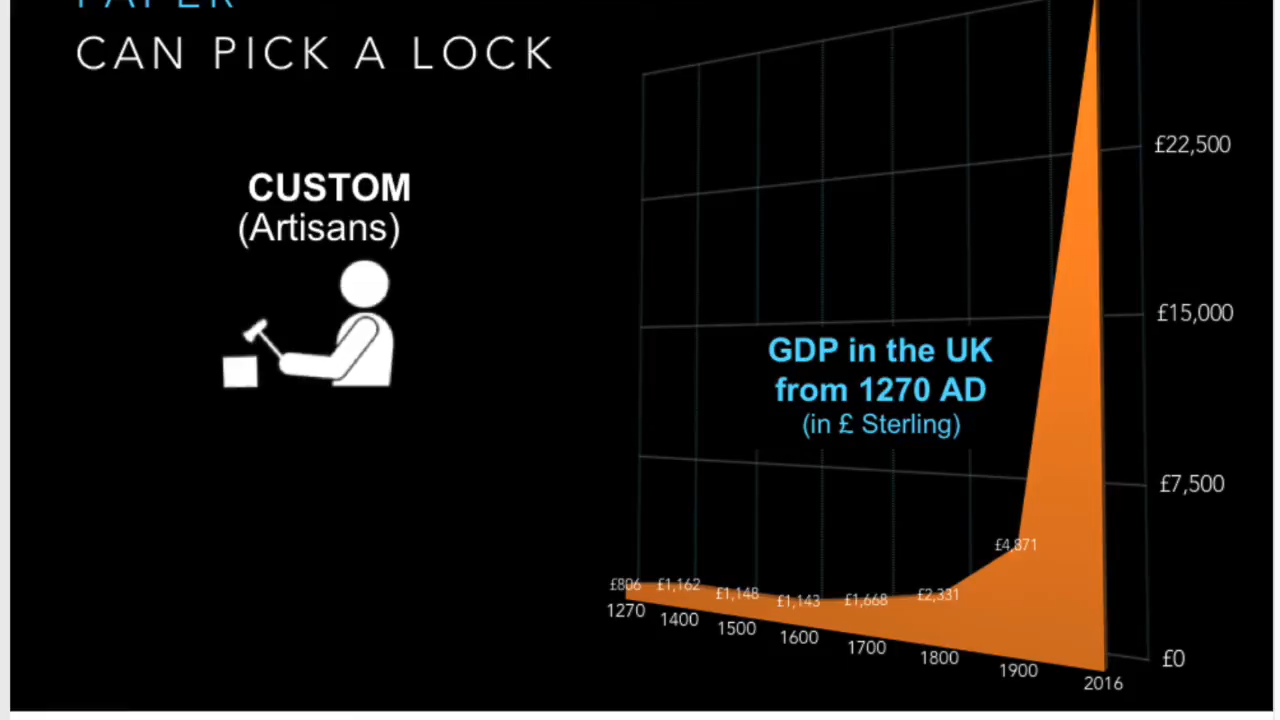 PAPER
CAN PICK A LOCK
CUSTOM
(Artisans)
£22,500
£15,000
GDP in the UK
from 1270 AD
(in £ Sterling)
£7,500
£4,871
£806 £1,162 £1,148 £1,143 £1,668 £2,331
£0
1270 1400 1500 1600 1700 1800 1900 2016